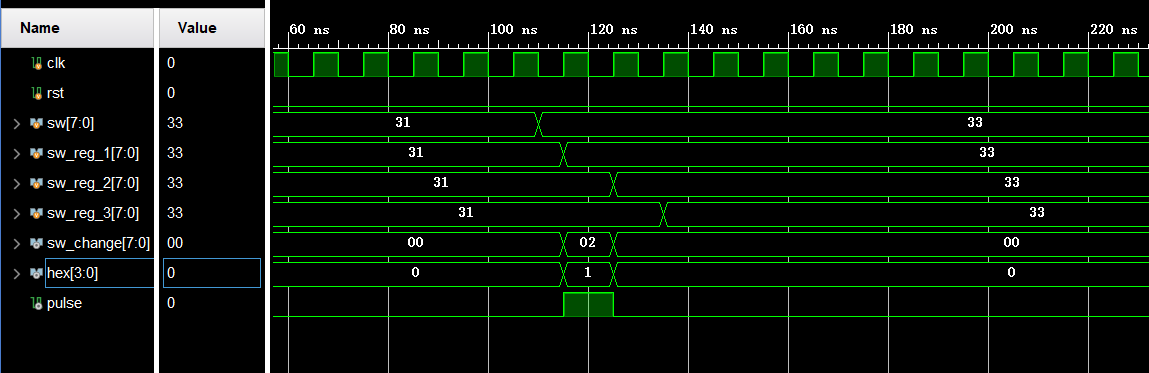 Name Value 60 ns 80 ns 100 ns 120 ns 140 ns 160 ns 180 ns 200 ns 220 ns
clk 0
rst 0
sw[7:0] 33 31 33
sw_reg_1[7:0] 33 31 33
sw_reg_2[7:0] 33 31 33
sw_reg_3[7:0] 33 31 33
sw_change[7:0] 00 00 02 00
hex[3:0] 0 0 1 0
pulse 0